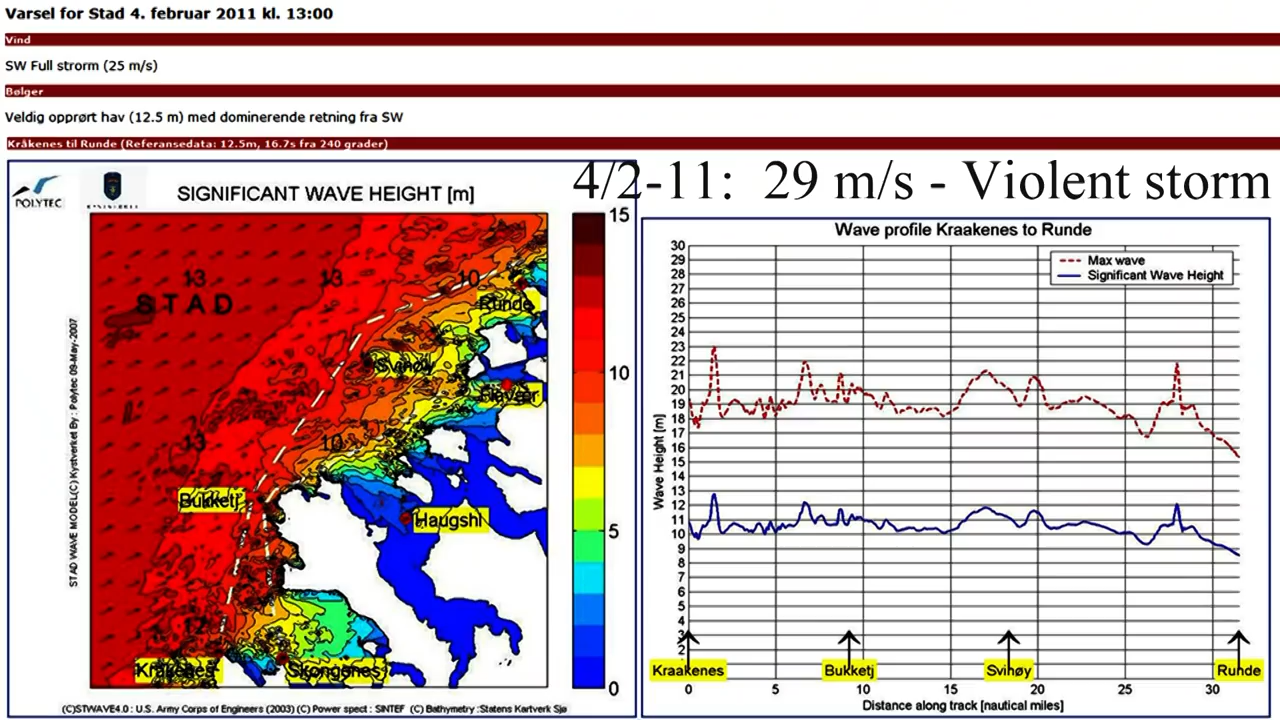 Varsel for Stad 4. februar 2011 kl. 13:00
Vind
SW Full strorm (25 m/s)
Bølger
Veldig opprørt hav (12.5 m) med dominerende retning fra SW
Kråkenes til Runde (Referansedata: 12.5m, 16.7s fra 240 grader)
4/2-11: 29 m/s - Violent storm
POLYTEC
SIGNIFICANT WAVE HEIGHT [m]
15
10
5
0
13
13
10
STAD
Runde
Svinøy
Flåvær
13
10
Bukketj
Haugshl
12
Kråkenes
Skongenes
STAD WAVE MODEL(C) Kystverket By : Polytec 09-May-2007
(C)STWAVE4.0 : U.S. Army Corps of Engineers (2003) (C) Power spect : SINTEF (C) Bathymetry :Statens Kartverk Sjø
Wave profile Kraakenes to Runde
Max wave
Significant Wave Height
Wave Height [m]
30
29
28
27
26
25
24
23
22
21
20
19
18
17
16
15
14
13
12
11
10
9
8
7
6
5
4
3
2
Kraakenes
Bukketj
Svinøy
Runde
0 5 10 15 20 25 30
Distance along track [nautical miles]